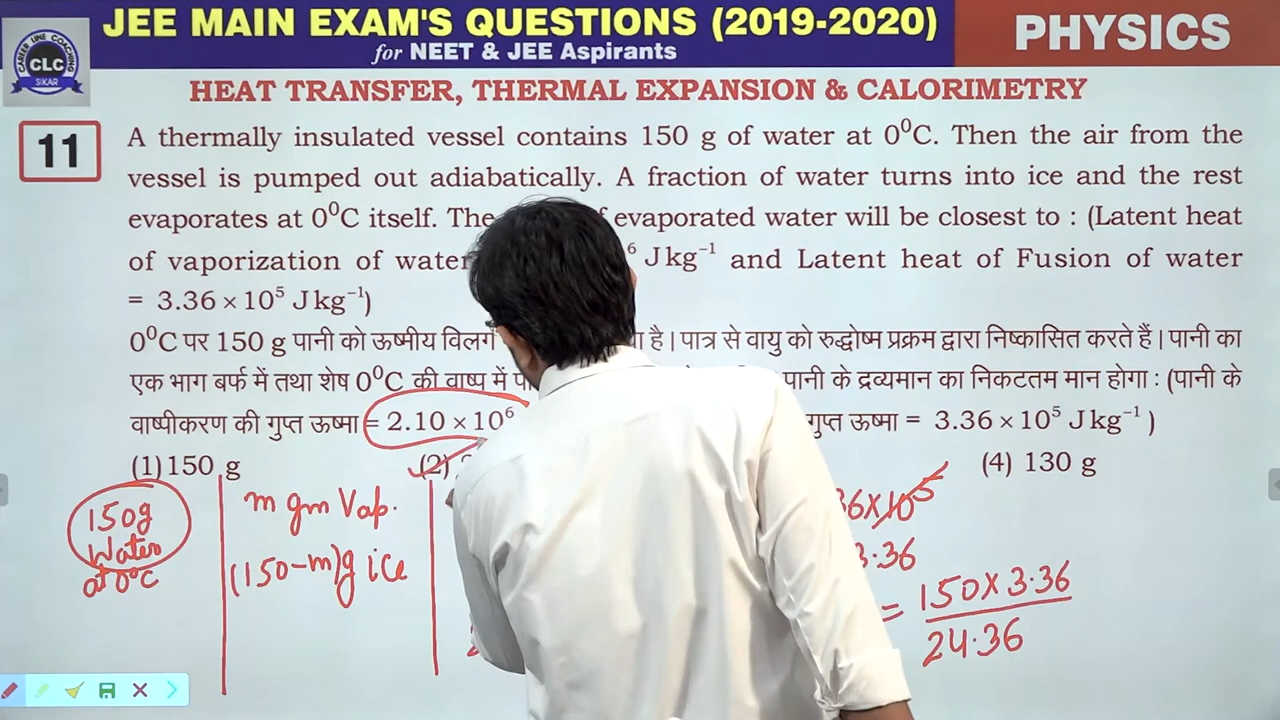 JEE MAIN EXAM'S QUESTIONS (2019-2020)
for NEET & JEE Aspirants
PHYSICS
CAREER LINE COACHING
CLC
SIKAR
HEAT TRANSFER, THERMAL EXPANSION & CALORIMETRY
11
A thermally insulated vessel contains 150 g of water at 0⁰C. Then the air from the
vessel is pumped out adiabatically. A fraction of water turns into ice and the rest
evaporates at 0⁰C itself. The evaporated water will be closest to : (Latent heat
of vaporization of water ⁶ J kg⁻¹ and Latent heat of Fusion of water
= 3.36 × 10⁵ J kg⁻¹)
0⁰C पर 150 g पानी को ऊष्मीय है। पात्र से वायु को रुद्धोष्म प्रक्रम द्वारा निष्कासित करते हैं। पानी का
एक भाग बर्फ में तथा शेष 0⁰C की वाष्प में पानी के द्रव्यमान का निकटतम मान होगा : (पानी के
वाष्पीकरण की गुप्त ऊष्मा = 2.10 × 10⁶ गुप्त ऊष्मा = 3.36 × 10⁵ J kg⁻¹ )
(1) 150 g (2) (4) 130 g
150g
Water
at 0°C
m gm Vap.
(150-m)g ice
36×10⁵
3.36
= 150 × 3.36
24.36